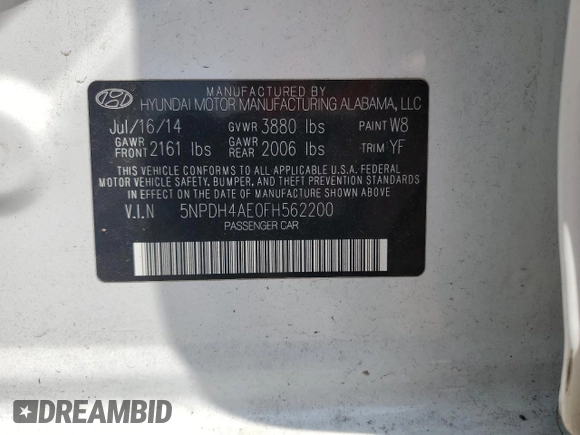 MANUFACTURED BY
HYUNDAI MOTOR MANUFACTURING ALABAMA, LLC
Jul/16/14 GVWR 3880 lbs PAINT W8
GAWR FRONT 2161 lbs GAWR REAR 2006 lbs TRIM YF
THIS VEHICLE CONFORMS TO ALL APPLICABLE U.S.A. FEDERAL
MOTOR VEHICLE SAFETY, BUMPER, AND THEFT PREVENTION STANDARDS
IN EFFECT ON THE DATE OF MANUFACTURE SHOWN ABOVE
V.I.N 5NPDH4AE0FH562200
PASSENGER CAR
DREAMBID